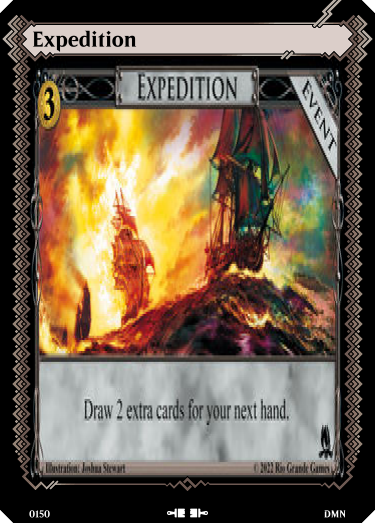 Expedition
EXPEDITION
3
EVENT
Draw 2 extra cards for your next hand.
Illustration: Joshua Stewart © 2022 Rio Grande Games
0150 DMN